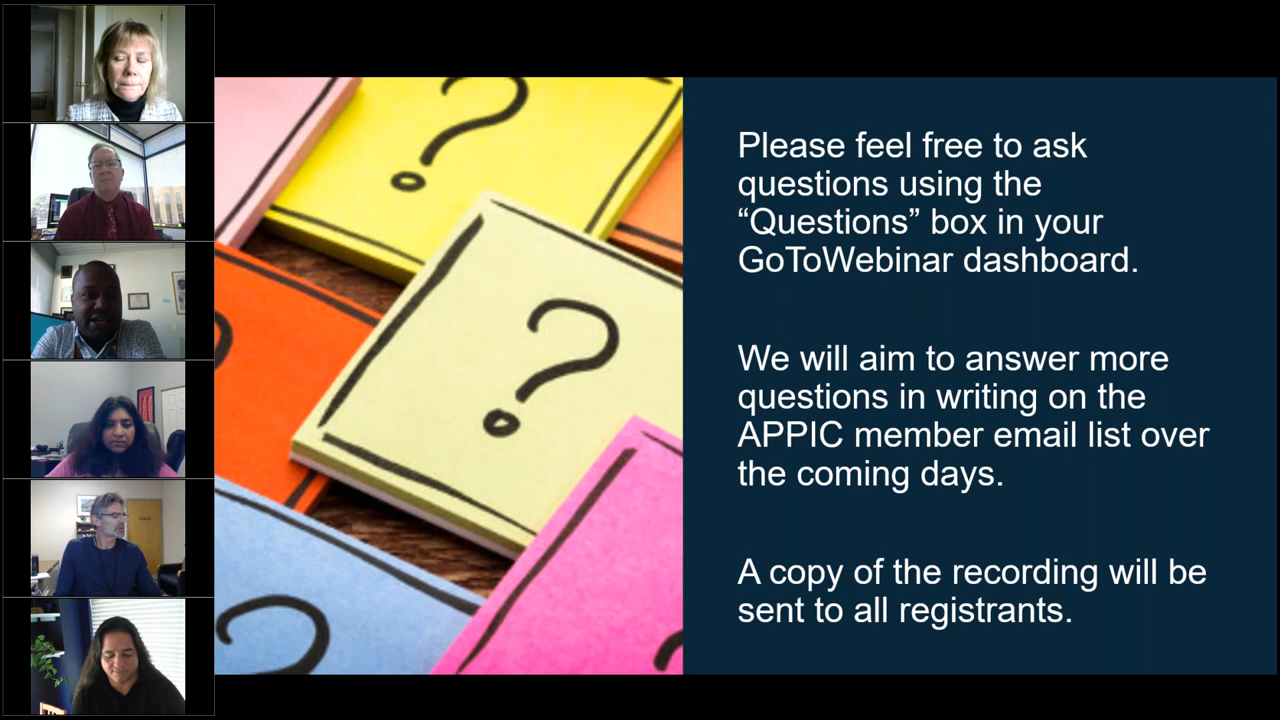 Please feel free to ask
questions using the
“Questions” box in your
GoToWebinar dashboard.
We will aim to answer more
questions in writing on the
APPIC member email list over
the coming days.
A copy of the recording will be
sent to all registrants.
?
?
?